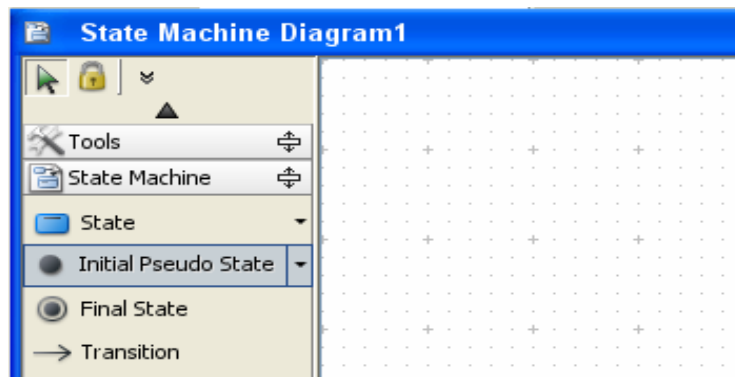 State Machine Diagram1
Tools
State Machine
State
Initial Pseudo State
Final State
Transition